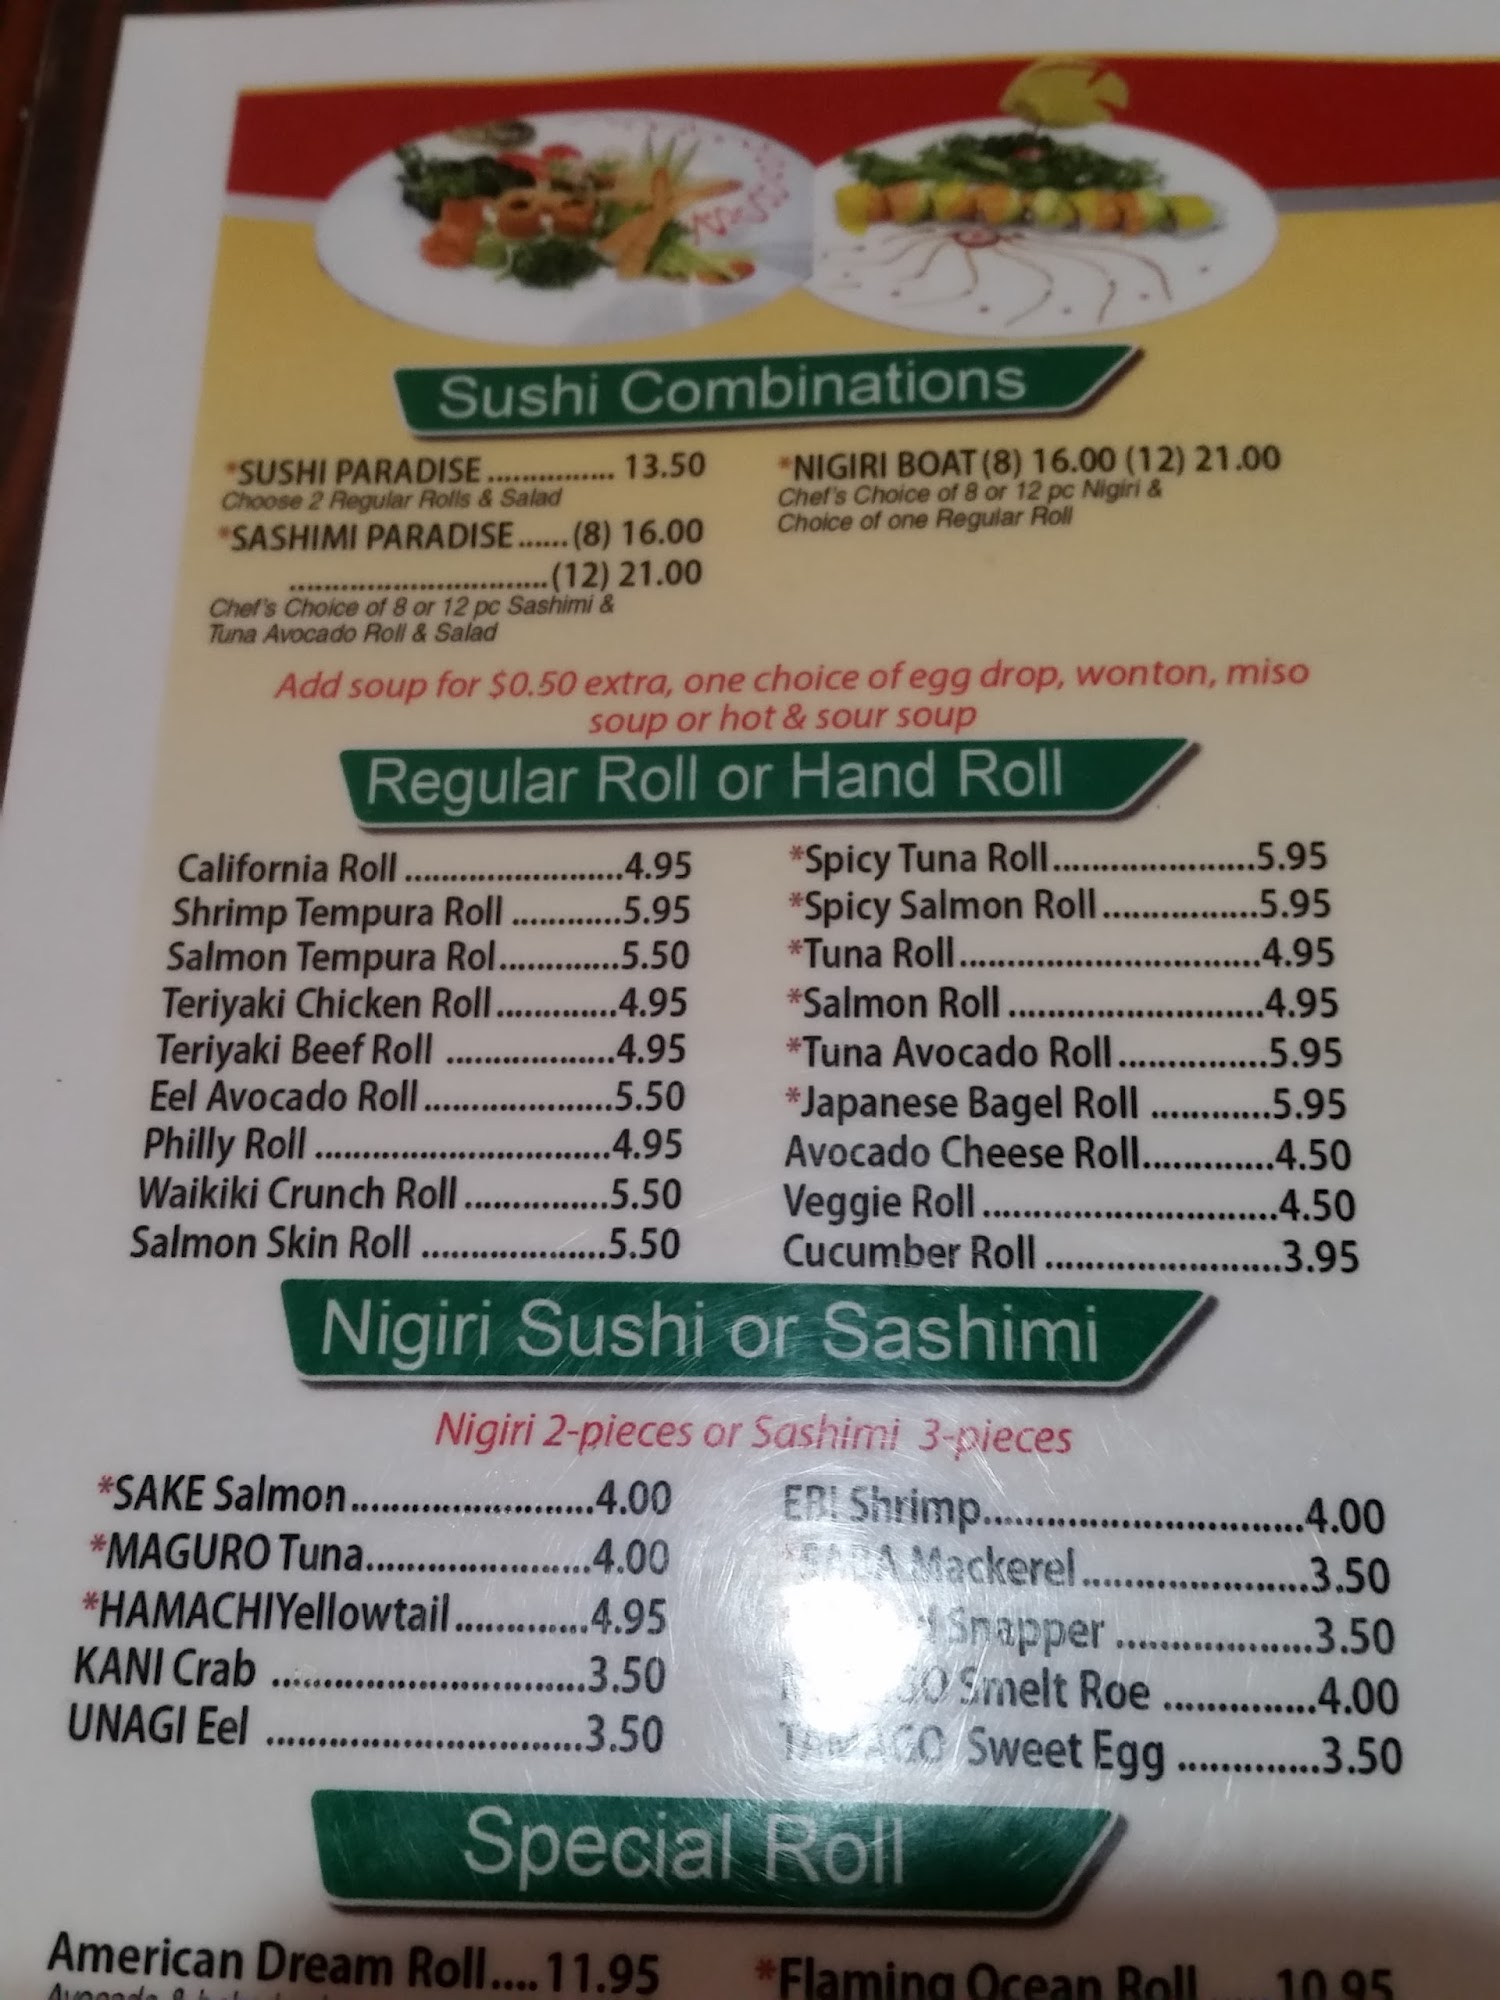 Sushi Combinations
*SUSHI PARADISE ............... 13.50
Choose 2 Regular Rolls & Salad
*SASHIMI PARADISE ...... (8) 16.00
............................... (12) 21.00
Chef's Choice of 8 or 12 pc Sashimi &
Tuna Avocado Roll & Salad
*NIGIRI BOAT (8) 16.00 (12) 21.00
Chef's Choice of 8 or 12 pc Nigiri &
Choice of one Regular Roll
Add soup for $0.50 extra, one choice of egg drop, wonton, miso
soup or hot & sour soup
Regular Roll or Hand Roll
California Roll ........................4.95
Shrimp Tempura Roll ............5.95
Salmon Tempura Rol.............5.50
Teriyaki Chicken Roll.............4.95
Teriyaki Beef Roll ..................4.95
Eel Avocado Roll....................5.50
Philly Roll ...............................4.95
Waikiki Crunch Roll ...............5.50
Salmon Skin Roll ...................5.50
*Spicy Tuna Roll.....................5.95
*Spicy Salmon Roll.................5.95
*Tuna Roll................................4.95
*Salmon Roll ...........................4.95
*Tuna Avocado Roll................5.95
*Japanese Bagel Roll .............5.95
Avocado Cheese Roll..............4.50
Veggie Roll ...............................4.50
Cucumber Roll .........................3.95
Nigiri Sushi or Sashimi
Nigiri 2-pieces or Sashimi 3-pieces
*SAKE Salmon........................4.00
*MAGURO Tuna......................4.00
*HAMACHIYellowtail..............4.95
KANI Crab ...............................3.50
UNAGI Eel ...............................3.50
EBI Shrimp................................4.00
*SABA Mackerel.......................3.50
Snapper ....................3.50
Smelt Roe ...............4.00
TAMAGO Sweet Egg ..............3.50
Special Roll
American Dream Roll.... 11.95
*Flaming Ocean Roll .... 10.95